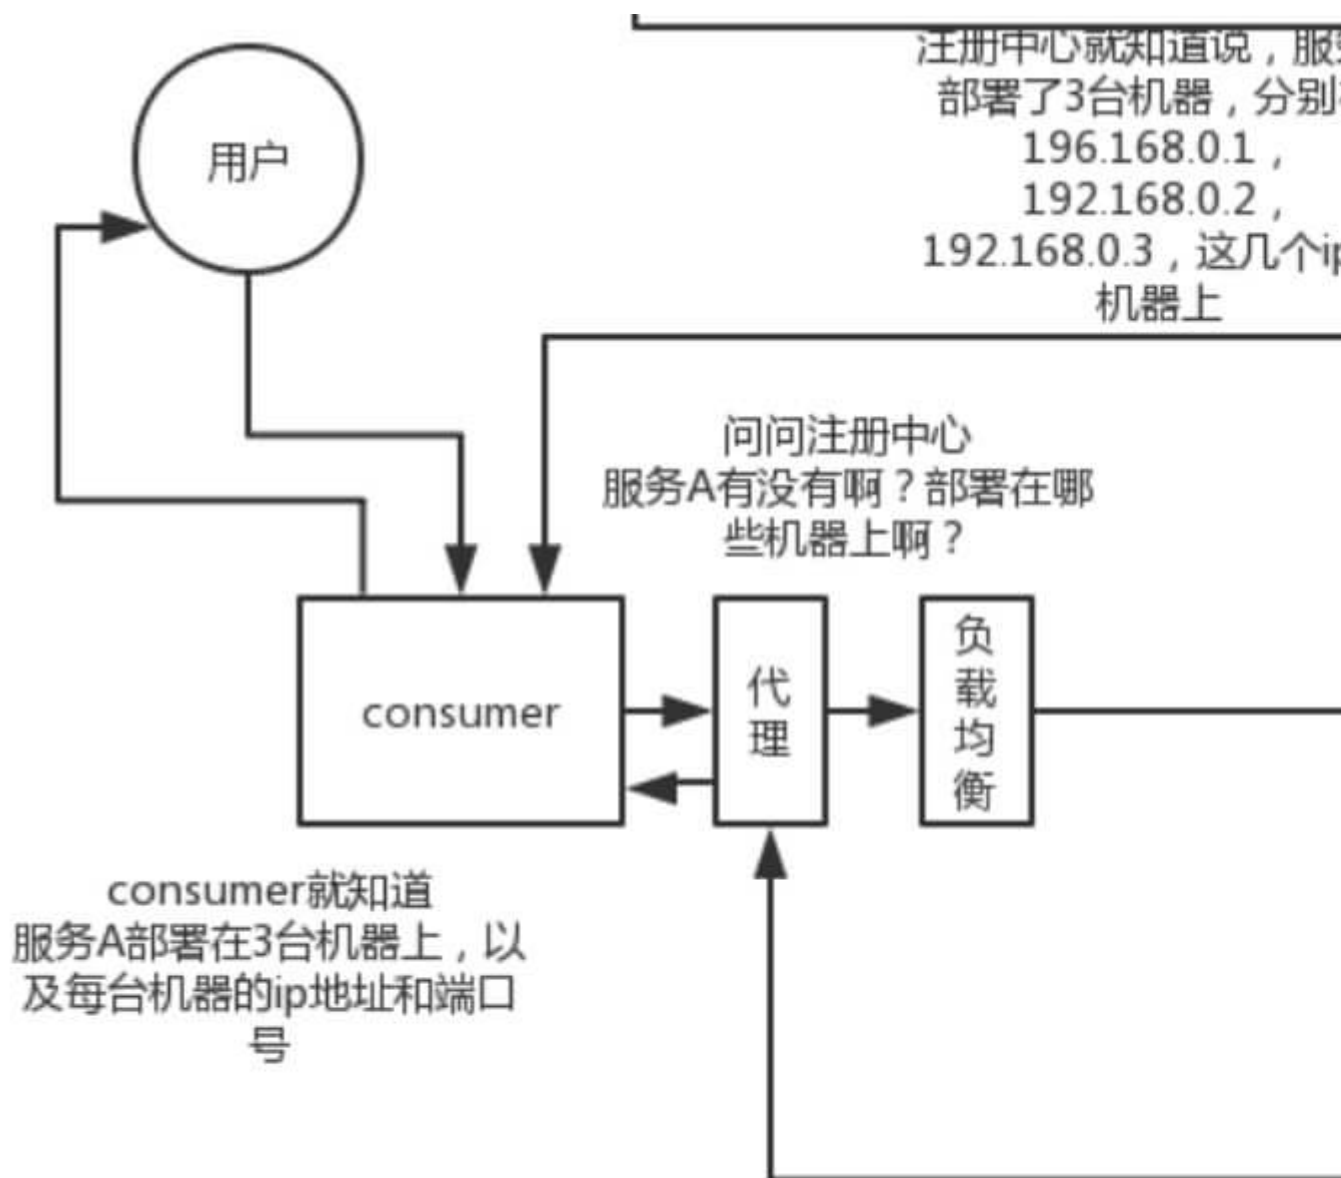 注册中心就知道说，服
部署了3台机器，分别
用户
196.168.0.1，
192.168.0.2，
192.168.0.3，这几个ip
机器上
问问注册中心
服务A有没有啊？部署在哪
些机器上啊？
负载均衡
代理
consumer
consumer就知道
服务A部署在3台机器上，以
及每台机器的ip地址和端口
号